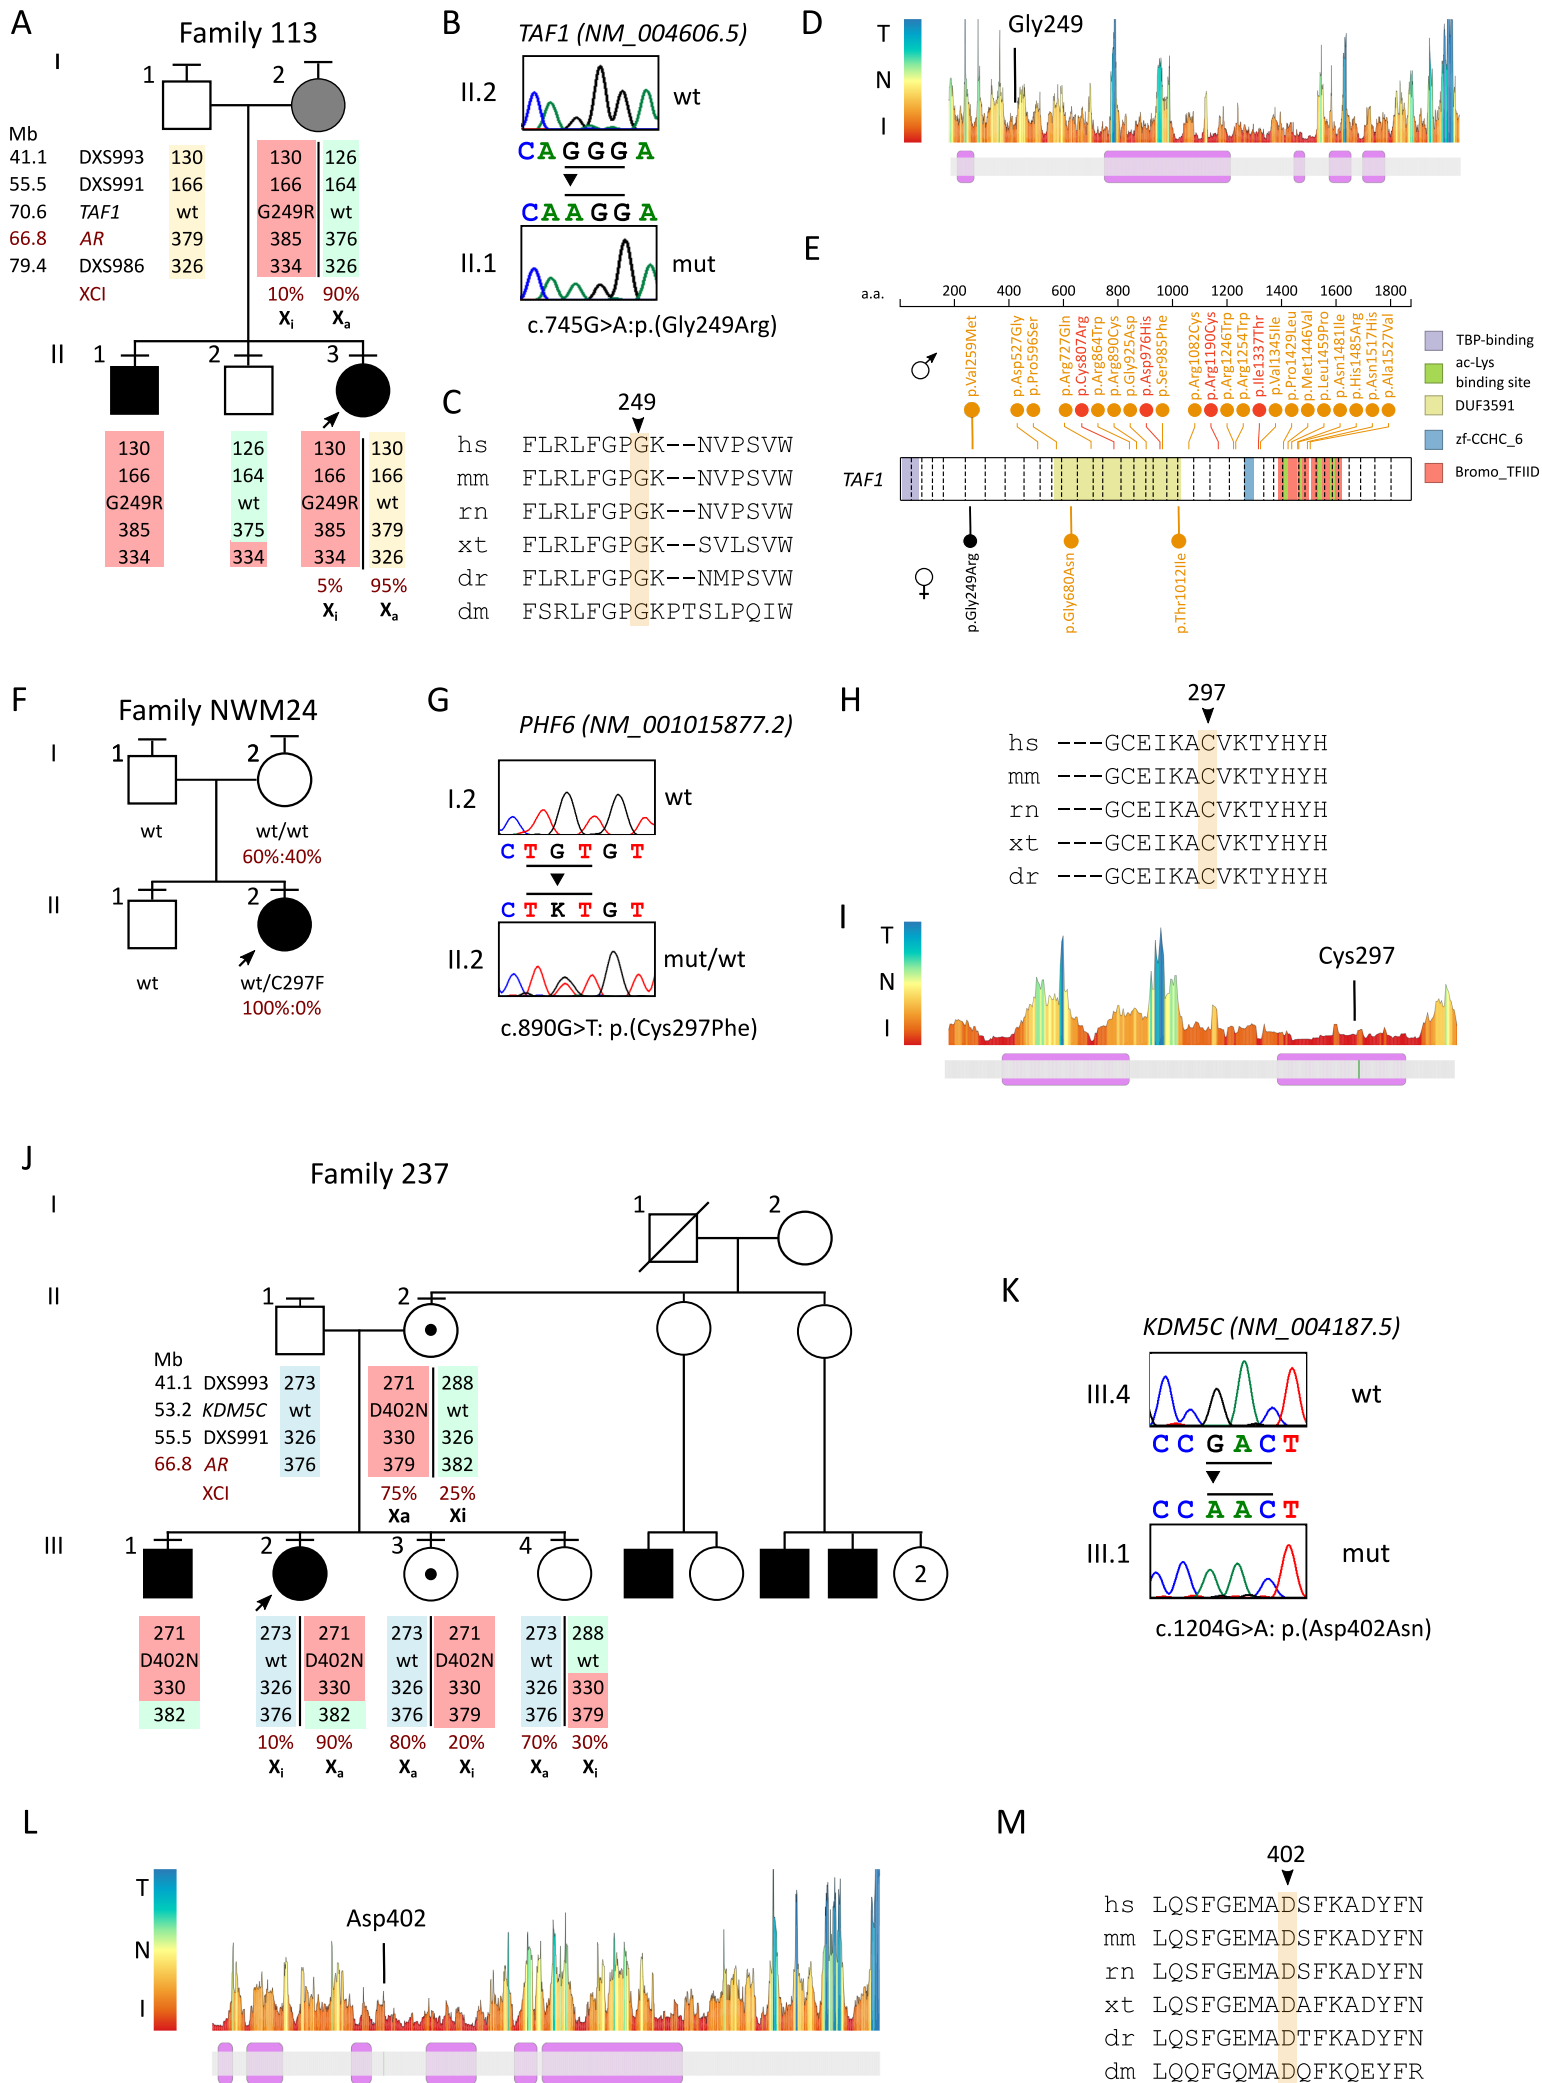 A
Family 113
I
1
2
Mb
41.1 DXS993 130 130 126
55.5 DXS991 166 166 164
70.6 TAF1 wt G249R wt
66.8 AR 379 385 376
79.4 DXS986 326 334 326
XCI 10% 90%
Xi Xa
II
1 2 3
130 126 130 130
166 164 166 166
G249R wt G249R wt
385 375 385 379
334 334 334 326
5% 95%
Xi Xa
B
TAF1 (NM_004606.5)
II.2 wt
CAGGGA
CAAGGA
II.1 mut
c.745G>A:p.(Gly249Arg)
C
249
hs FLRLFGPGK--NVPSVW
mm FLRLFGPGK--NVPSVW
rn FLRLFGPGK--NVPSVW
xt FLRLFGPGK--SVLSVW
dr FLRLFGPGK--NMPSVW
dm FSRLFGPGKPTSLPQIW
D
T
N
I
Gly249
E
a.a.
200 400 600 800 1000 1200 1400 1600 1800
♂
p.Val259Met
p.Asp527Gly
p.Pro596Ser
p.Arg727Gln
p.Cys807Arg
p.Arg864Trp
p.Arg890Cys
p.Gly925Asp
p.Asp976His
p.Ser985Phe
p.Arg1082Cys
p.Arg1190Cys
p.Arg1246Trp
p.Arg1254Trp
p.Ile1337Thr
p.Val1345Ile
p.Pro1429Leu
p.Met1446Val
p.Leu1459Pro
p.Asn1481Ile
p.His1485Arg
p.Asn1517His
p.Ala1527Val
TAF1
♀
p.Gly249Arg
p.Gly680Asn
p.Thr1012Ile
TBP-binding
ac-Lys
binding site
DUF3591
zf-CCHC_6
Bromo_TFIID
F
Family NWM24
I
1 2
wt wt/wt
60%:40%
II
1 2
wt wt/C297F
100%:0%
G
PHF6 (NM_001015877.2)
I.2 wt
CTGTGT
CTKTGT
II.2 mut/wt
c.890G>T: p.(Cys297Phe)
H
297
hs ---GCEIKACVKTYHYH
mm ---GCEIKACVKTYHYH
rn ---GCEIKACVKTYHYH
xt ---GCEIKACVKTYHYH
dr ---GCEIKACVKTYHYH
I
T
N
I
Cys297
J
Family 237
I
1 2
II
1 2
Mb
41.1 DXS993 273 271 288
53.2 KDM5C wt D402N wt
55.5 DXS991 326 330 326
66.8 AR 376 379 382
XCI 75% 25%
Xa Xi
III
1 2 3 4
2
271 273 271 273 271 273 288
D402N wt D402N wt D402N wt wt
330 326 330 326 330 326 330
382 376 382 376 379 376 379
10% 90% 80% 20% 70% 30%
Xi Xa Xa Xi Xa Xi
K
KDM5C (NM_004187.5)
III.4 wt
CCGACT
CCAACT
III.1 mut
c.1204G>A: p.(Asp402Asn)
L
T
N
I
Asp402
M
402
hs LQSFGEMADSFKADYFN
mm LQSFGEMADSFKADYFN
rn LQSFGEMADSFKADYFN
xt LQSFGEMADAFKADYFN
dr LQSFGEMADTFKADYFN
dm LQQFGQMADQFKQEYFR